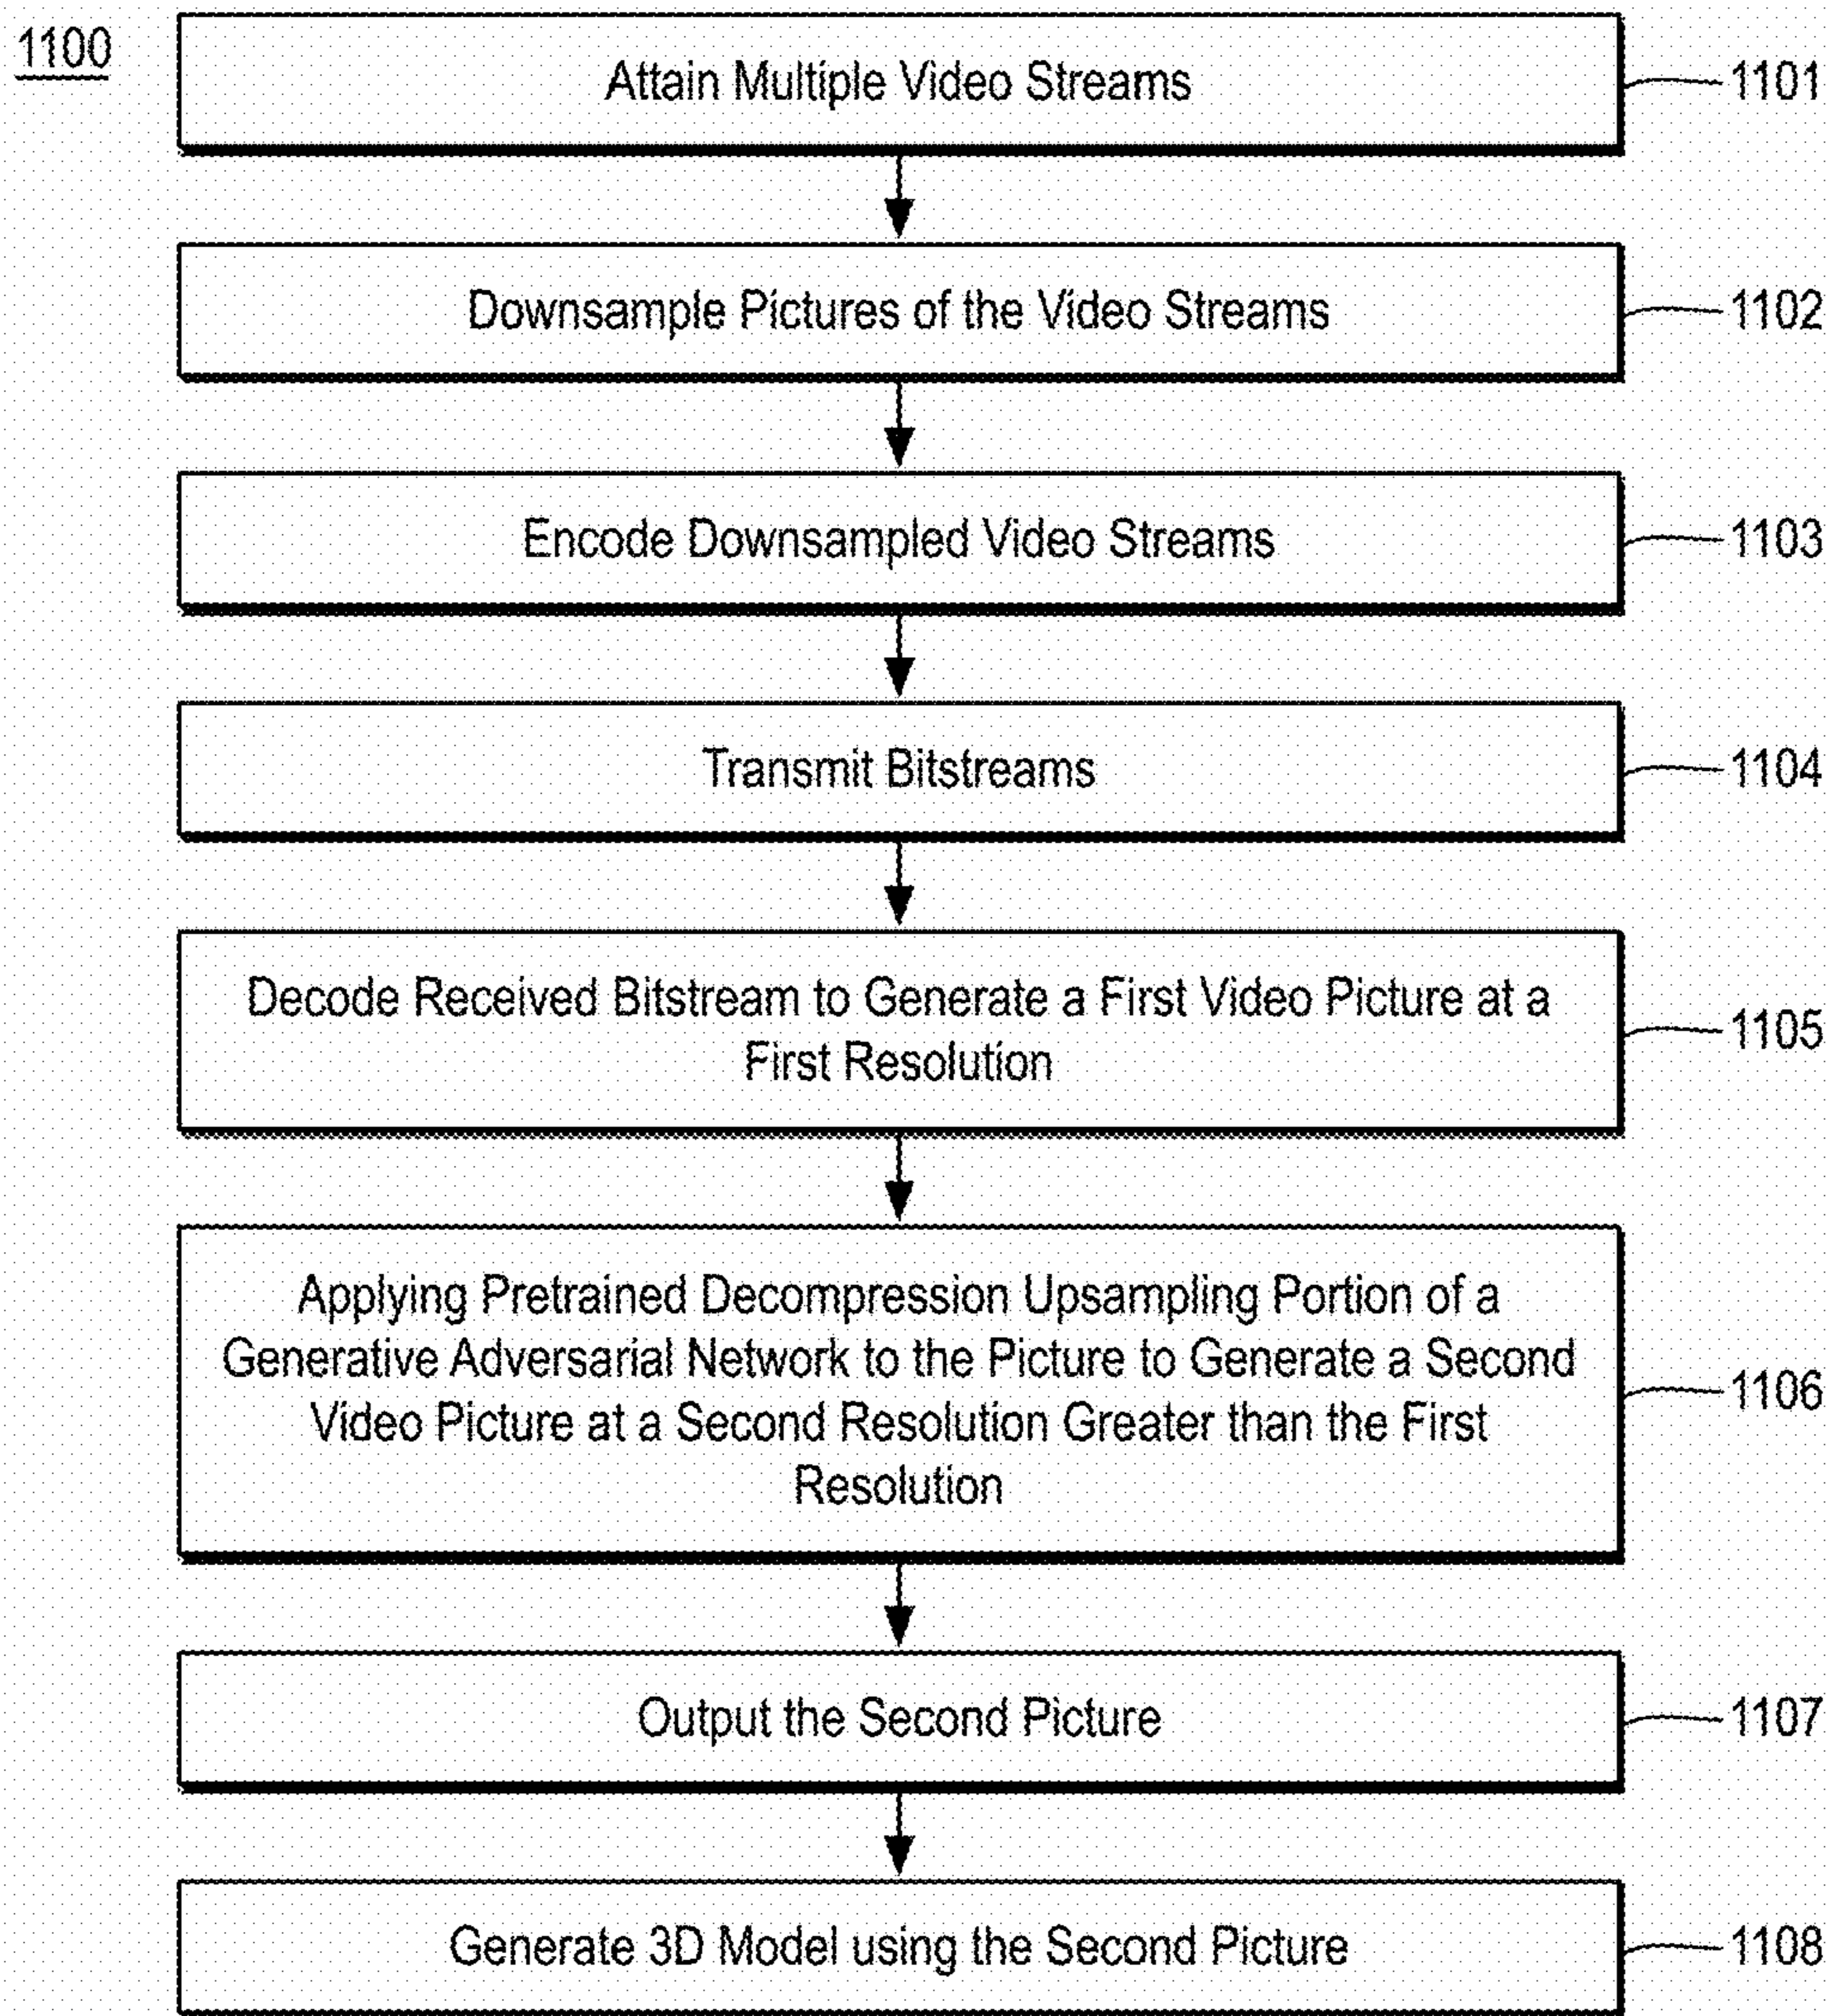 1100
Attain Multiple Video Streams
1101
Downsample Pictures of the Video Streams
1102
Encode Downsampled Video Streams
1103
Transmit Bitstreams
1104
Decode Received Bitstream to Generate a First Video Picture at a
First Resolution
1105
Applying Pretrained Decompression Upsampling Portion of a
Generative Adversarial Network to the Picture to Generate a Second
Video Picture at a Second Resolution Greater than the First
Resolution
1106
Output the Second Picture
1107
Generate 3D Model using the Second Picture
1108